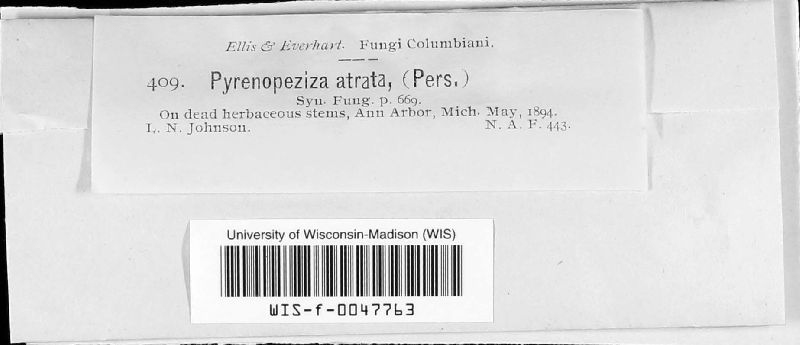 Ellis & Everhart. Fungi Columbiani.
409. Pyrenopeziza atrata, (Pers.)
Syn. Fung. p. 669.
On dead herbaceous stems, Ann Arbor, Mich. May, 1894.
L. N. Johnson. N. A. F. 443.
University of Wisconsin-Madison (WIS)
WIS-f-0047763